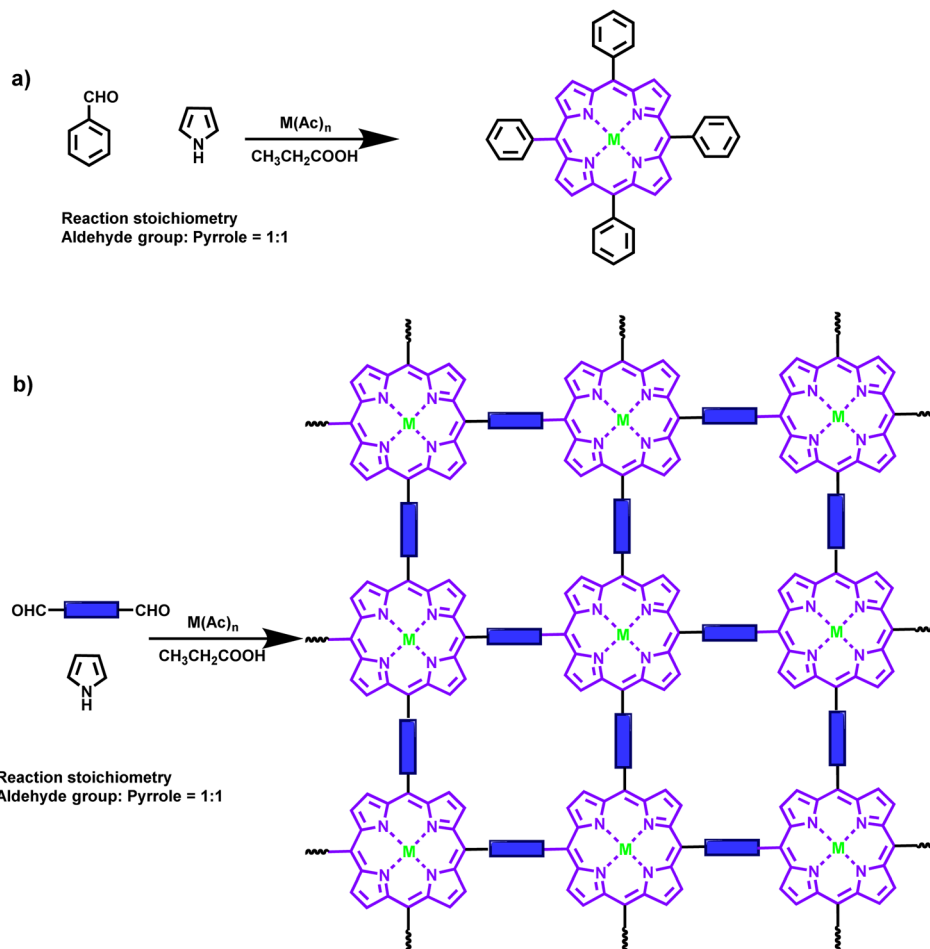 a)
CHO
N
H
M(Ac)n
CH3CH2COOH
Reaction stoichiometry
Aldehyde group: Pyrrole = 1:1
N N
M
N N
b)
OHC CHO
N
H
M(Ac)n
CH3CH2COOH
Reaction stoichiometry
Aldehyde group: Pyrrole = 1:1
N N N N N N
M M M
N N N N N N
N N N N N N
M M M
N N N N N N
N N N N N N
M M M
N N N N N N